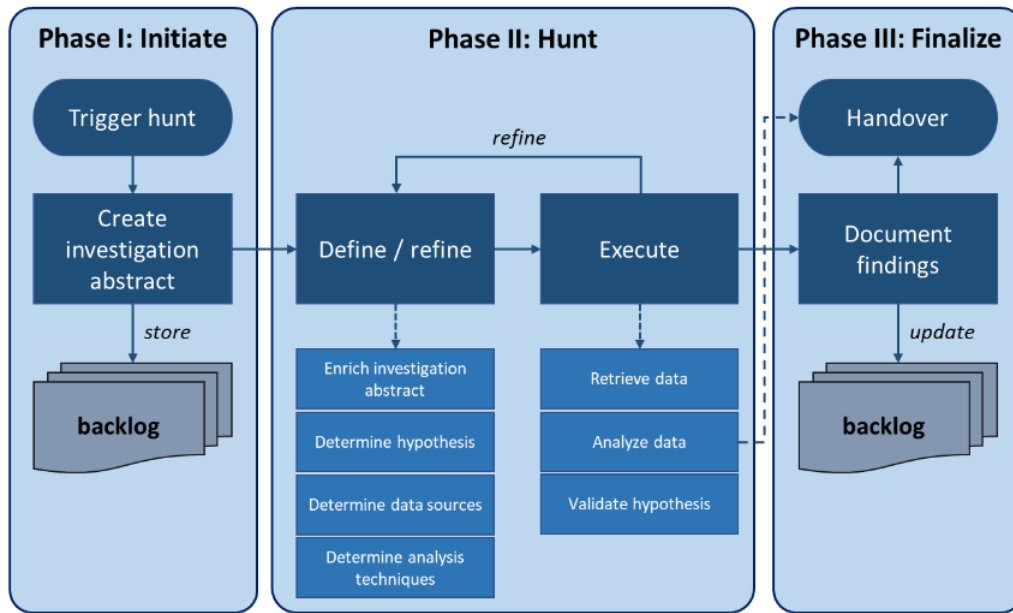 Phase I: Initiate
Trigger hunt
Create
investigation
abstract
store
backlog
Phase II: Hunt
refine
Define / refine
Execute
Enrich investigation
abstract
Determine hypothesis
Determine data sources
Determine analysis
techniques
Retrieve data
Analyze data
Validate hypothesis
Phase III: Finalize
Handover
Document
findings
update
backlog